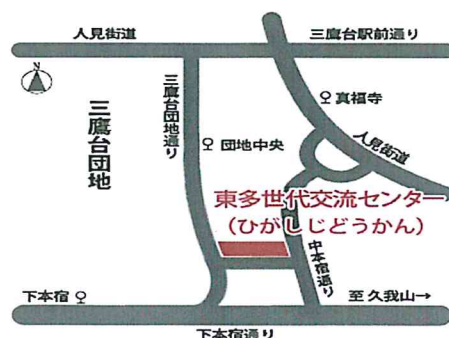 人見街道
三鷹台駅前通り
N
三鷹台団地通り
真福寺
三鷹台団地
団地中央
人見街道
東多世代交流センター
（ひがしじどうかん）
中本宿通り
下本宿
至 久我山→
下本宿通り